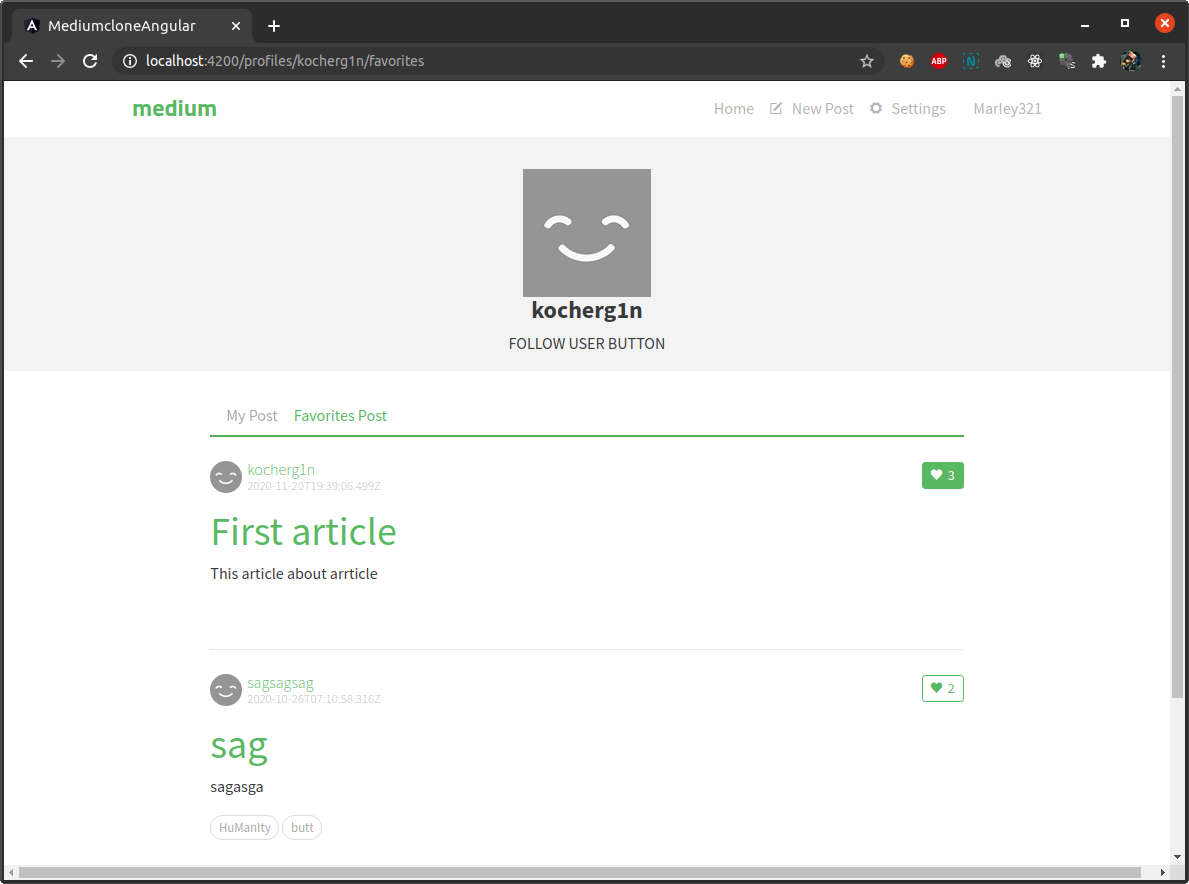 MediumcloneAngular
localhost:4200/profiles/kocherg1n/favorites
ABP
N
medium
Home New Post Settings Marley321
kocherg1n
FOLLOW USER BUTTON
My Post Favorites Post
kocherg1n
2020-11-20T19:39:06.499Z
3
First article
This article about arrticle
sagsagsag
2020-10-26T07:10:58.316Z
2
sag
sagasga
HuManIty butt